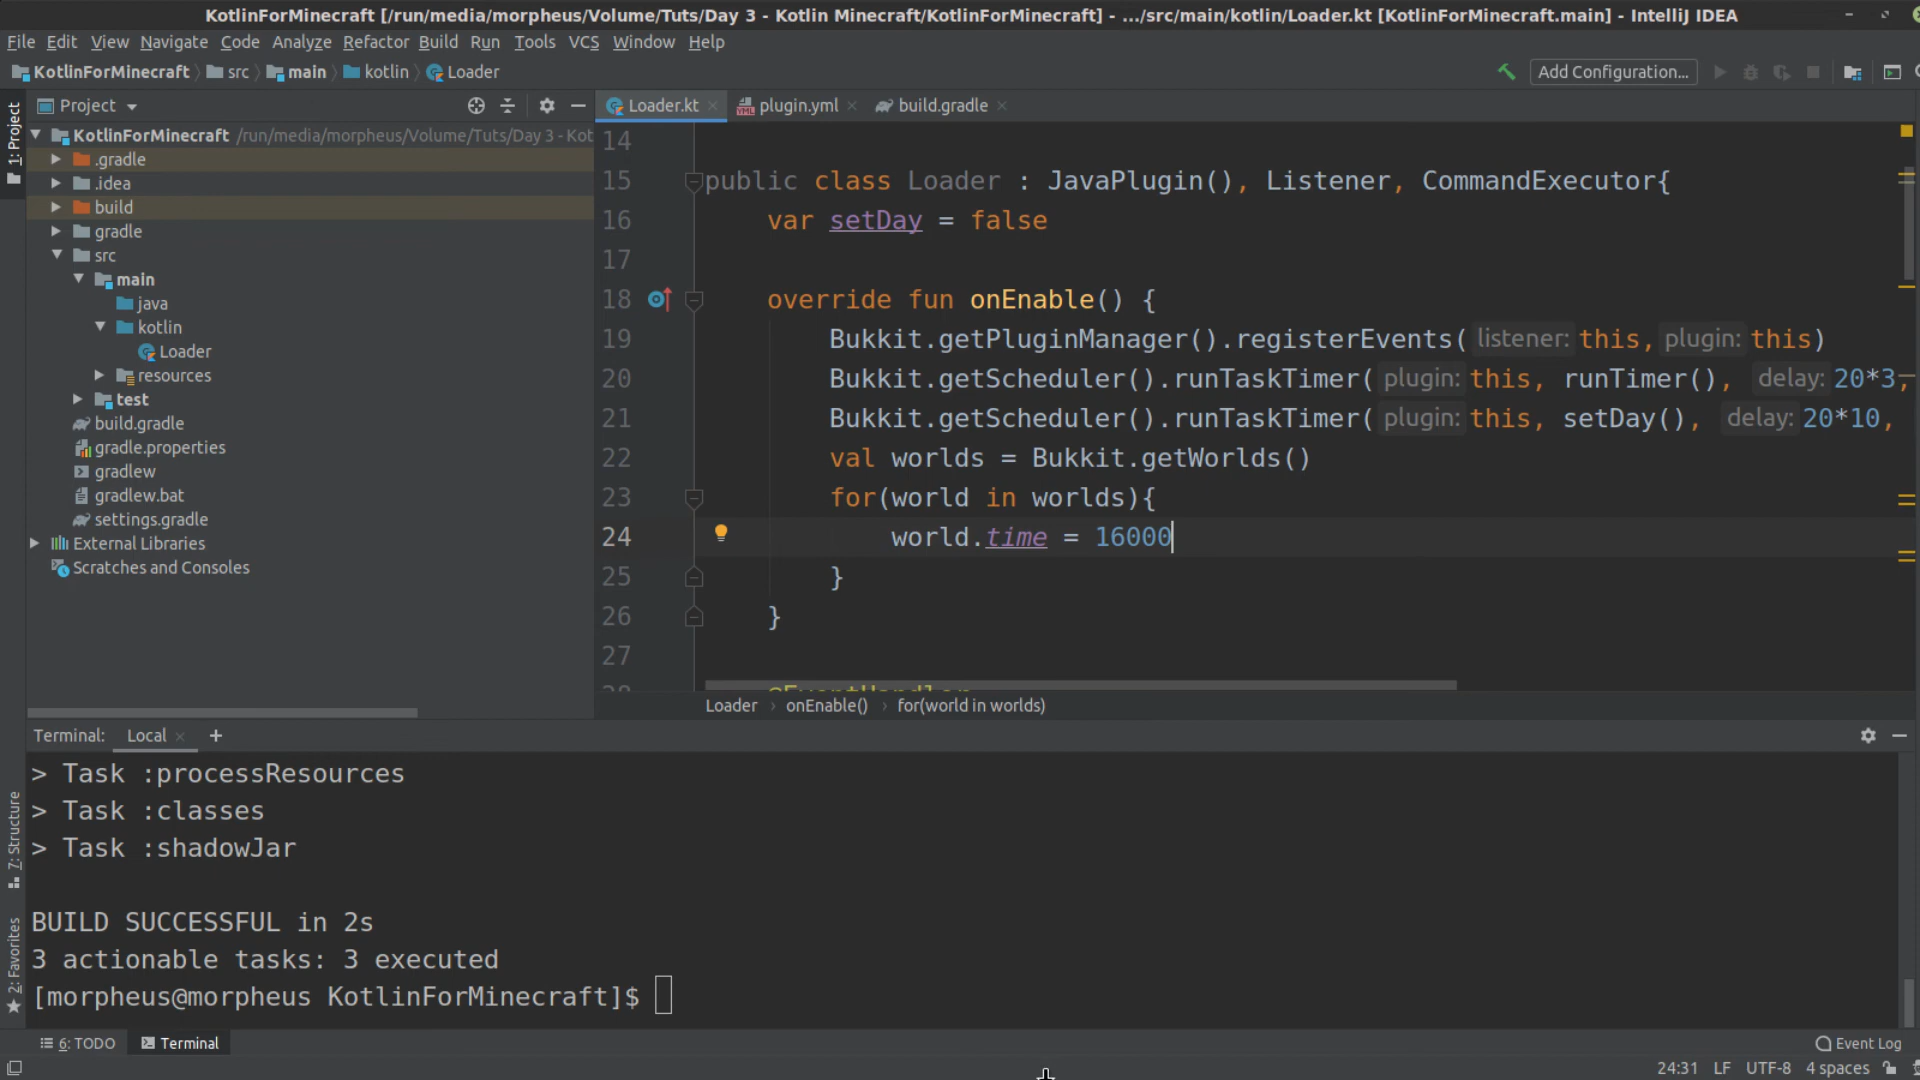 KotlinForMinecraft [/run/media/morpheus/Volume/Tuts/Day 3 - Kotlin Minecraft/KotlinForMinecraft] - .../src/main/kotlin/Loader.kt [KotlinForMinecraft.main] - IntelliJ IDEA
File Edit View Navigate Code Analyze Refactor Build Run Tools VCS Window Help
KotlinForMinecraft src main kotlin Loader
Add Configuration...
Project
Loader.kt plugin.yml build.gradle
1: Project
KotlinForMinecraft /run/media/morpheus/Volume/Tuts/Day 3 - Kot
.gradle
.idea
build
gradle
src
main
java
kotlin
Loader
resources
test
build.gradle
gradle.properties
gradlew
gradlew.bat
settings.gradle
External Libraries
Scratches and Consoles
14
15 public class Loader : JavaPlugin(), Listener, CommandExecutor{
16 var setDay = false
17
18 override fun onEnable() {
19 Bukkit.getPluginManager().registerEvents( listener: this, plugin: this)
20 Bukkit.getScheduler().runTaskTimer( plugin: this, runTimer(), delay: 20*3,
21 Bukkit.getScheduler().runTaskTimer( plugin: this, setDay(), delay: 20*10,
22 val worlds = Bukkit.getWorlds()
23 for(world in worlds){
24 world.time = 16000
25 }
26 }
27
28 @EventHandler
Loader › onEnable() › for(world in worlds)
Terminal: Local +
> Task :processResources
> Task :classes
> Task :shadowJar
BUILD SUCCESSFUL in 2s
3 actionable tasks: 3 executed
[morpheus@morpheus KotlinForMinecraft]$
7: Structure
2: Favorites
6: TODO Terminal
Event Log
24:31 LF UTF-8 4 spaces